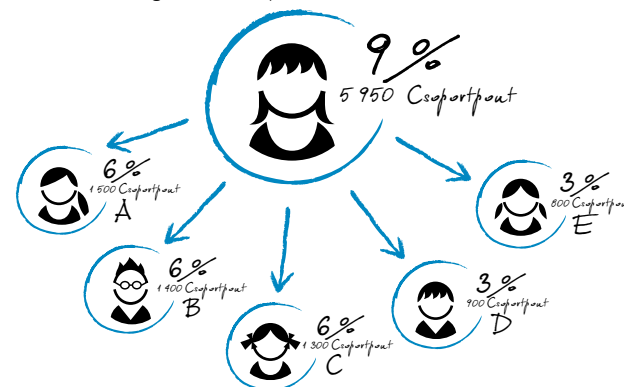 9 %
5 950 Csoportpont
6 %
1 500 Csoportpont
A
6 %
1 400 Csoportpont
B
6 %
1 300 Csoportpont
C
3 %
900 Csoportpont
D
3 %
800
E